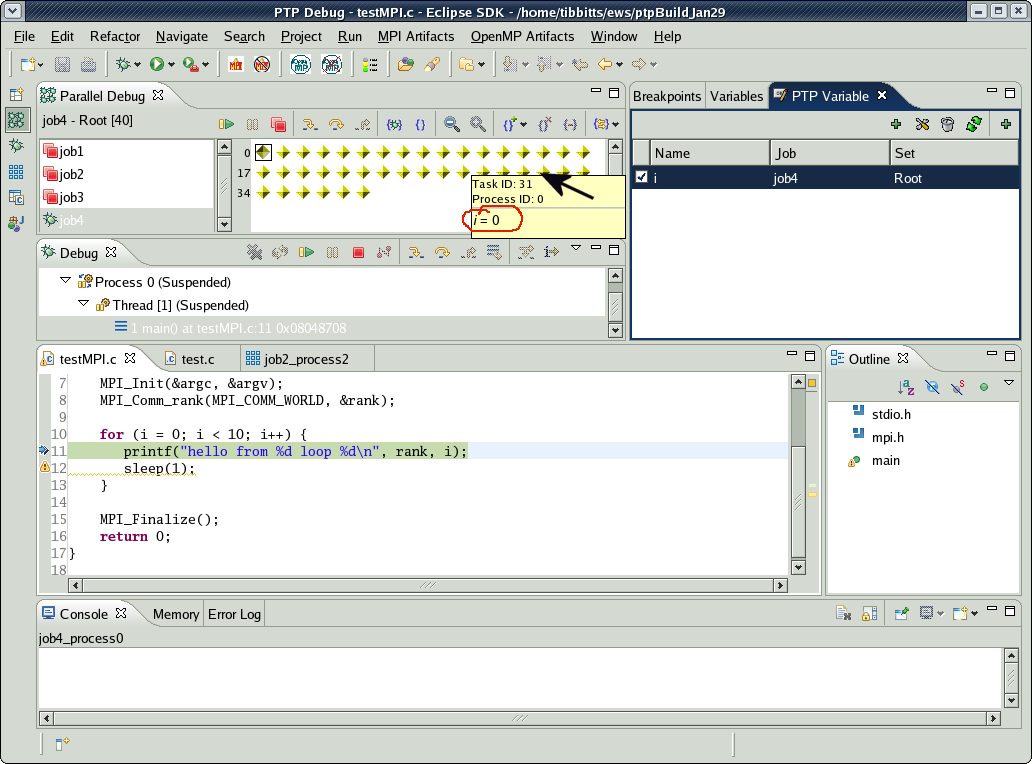 PTP Debug - testMPI.c - Eclipse SDK - /home/tibbitts/ews/ptpBuild_Jan29
File Edit Refactor Navigate Search Project Run MPI Artifacts OpenMP Artifacts Window Help
Parallel Debug
job4 - Root [40]
job1
job2
job3
job4
0
17
34
Task ID: 31
Process ID: 0
i = 0
Breakpoints Variables PTP Variable
Name Job Set
i job4 Root
Debug
Process 0 (Suspended)
Thread [1] (Suspended)
1 main() at testMPI.c:11 0x08048708
testMPI.c test.c job2_process2
7 MPI_Init(&argc, &argv);
8 MPI_Comm_rank(MPI_COMM_WORLD, &rank);
9
10 for (i = 0; i < 10; i++) {
11 printf("hello from %d loop %d\n", rank, i);
12 sleep(1);
13 }
14
15 MPI_Finalize();
16 return 0;
17 }
18
Outline
stdio.h
mpi.h
main
Console Memory Error Log
job4_process0